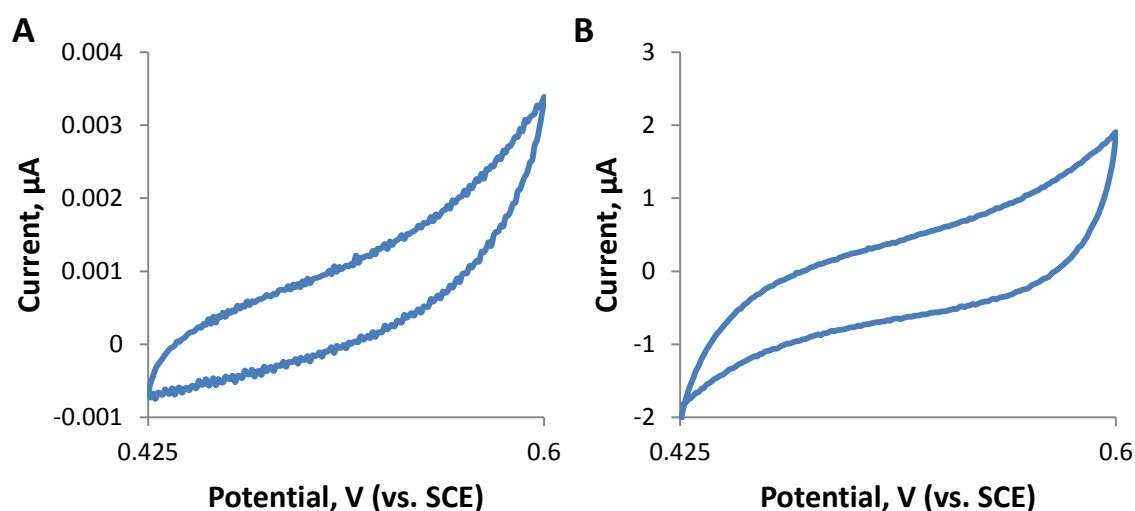 A
0.004
0.003
0.002
0.001
0
-0.001
Current, µA
0.425
0.6
Potential, V (vs. SCE)
B
3
2
1
0
-1
-2
Current, µA
0.425
0.6
Potential, V (vs. SCE)